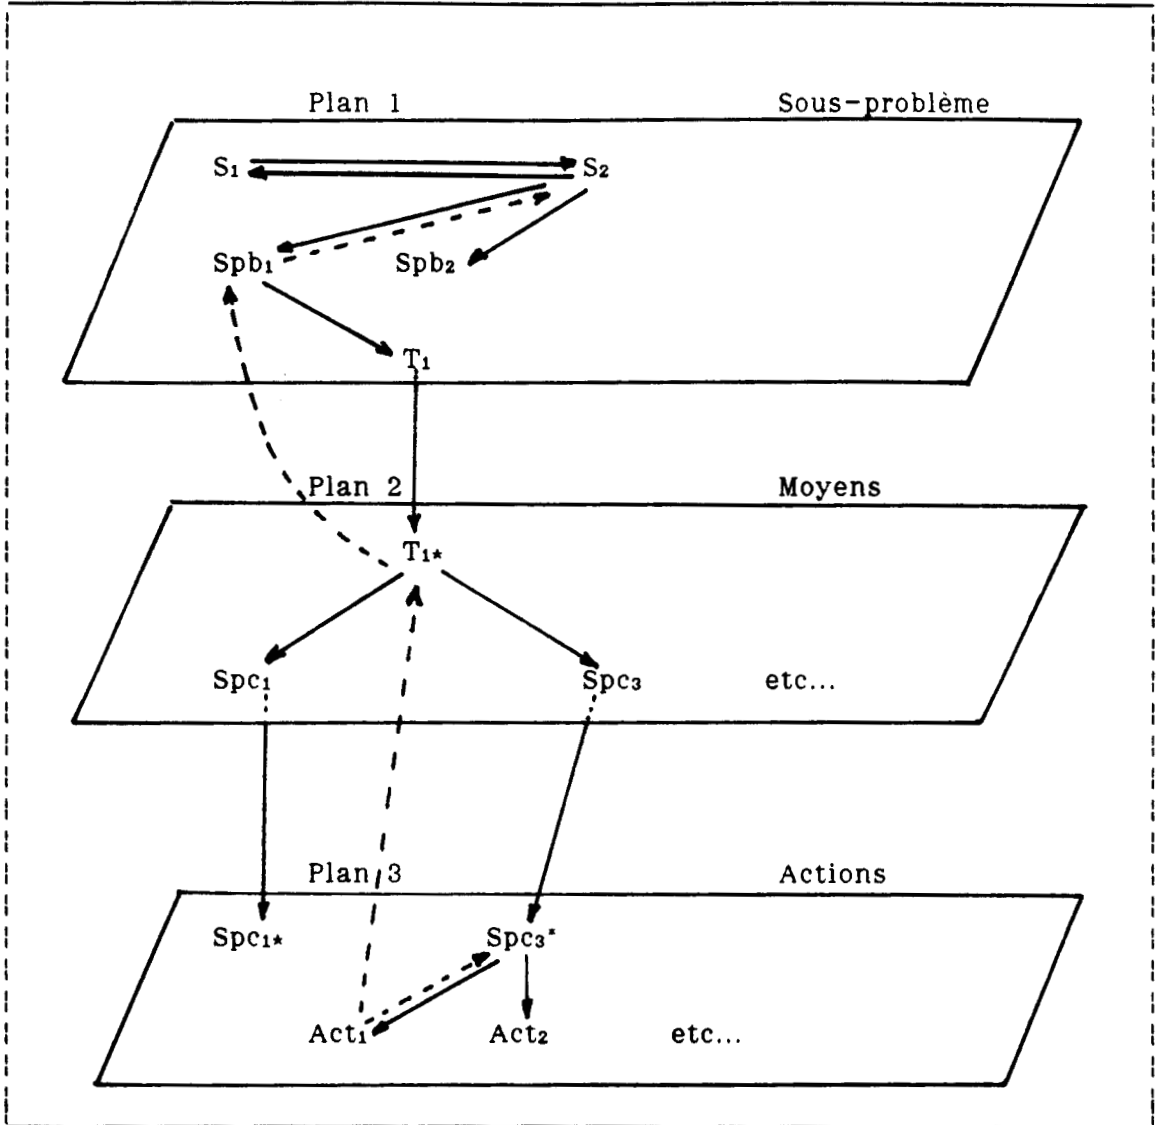 Plan 1 Sous-problème
S1 S2
Spb1 Spb2
T1
Plan 2 Moyens
T1*
Spc1 Spc3 etc...
Plan 3 Actions
Spc1* Spc3*
Act1 Act2 etc...